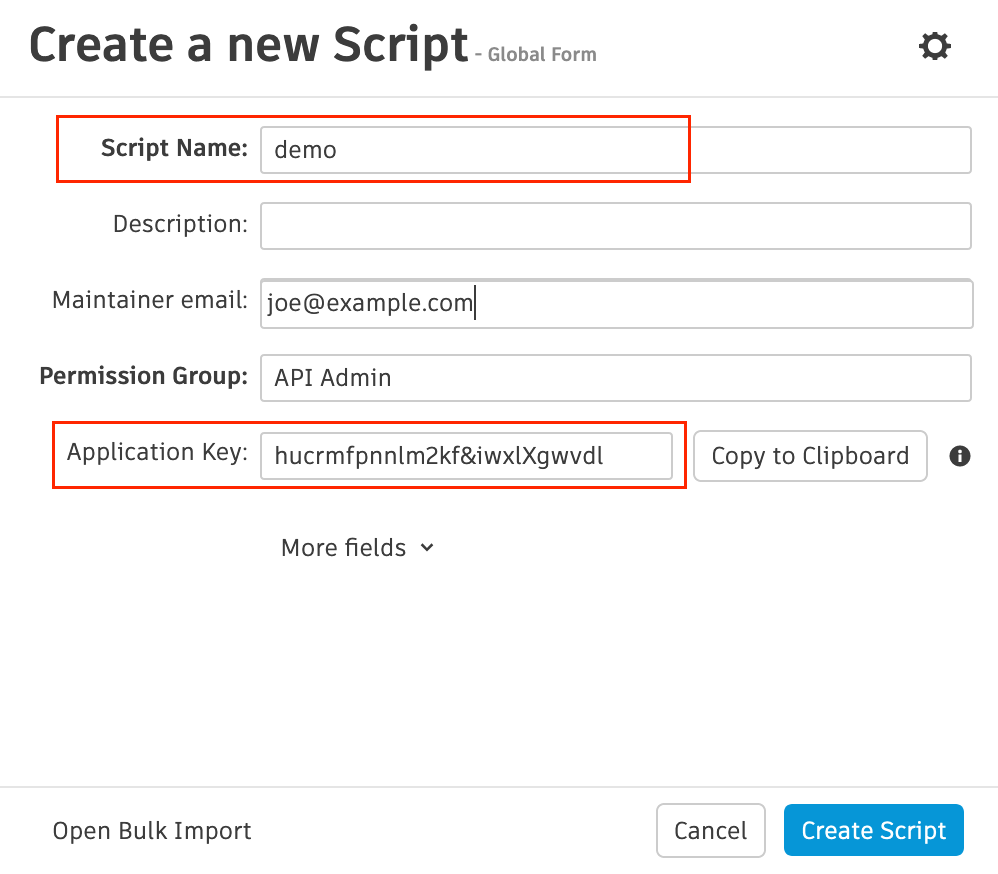 Create a new Script - Global Form
Script Name: demo
Description:
Maintainer email: joe@example.com
Permission Group: API Admin
Application Key: hucrmfpnnlm2kf&iwxlXgwvdl Copy to Clipboard
More fields
Open Bulk Import Cancel Create Script